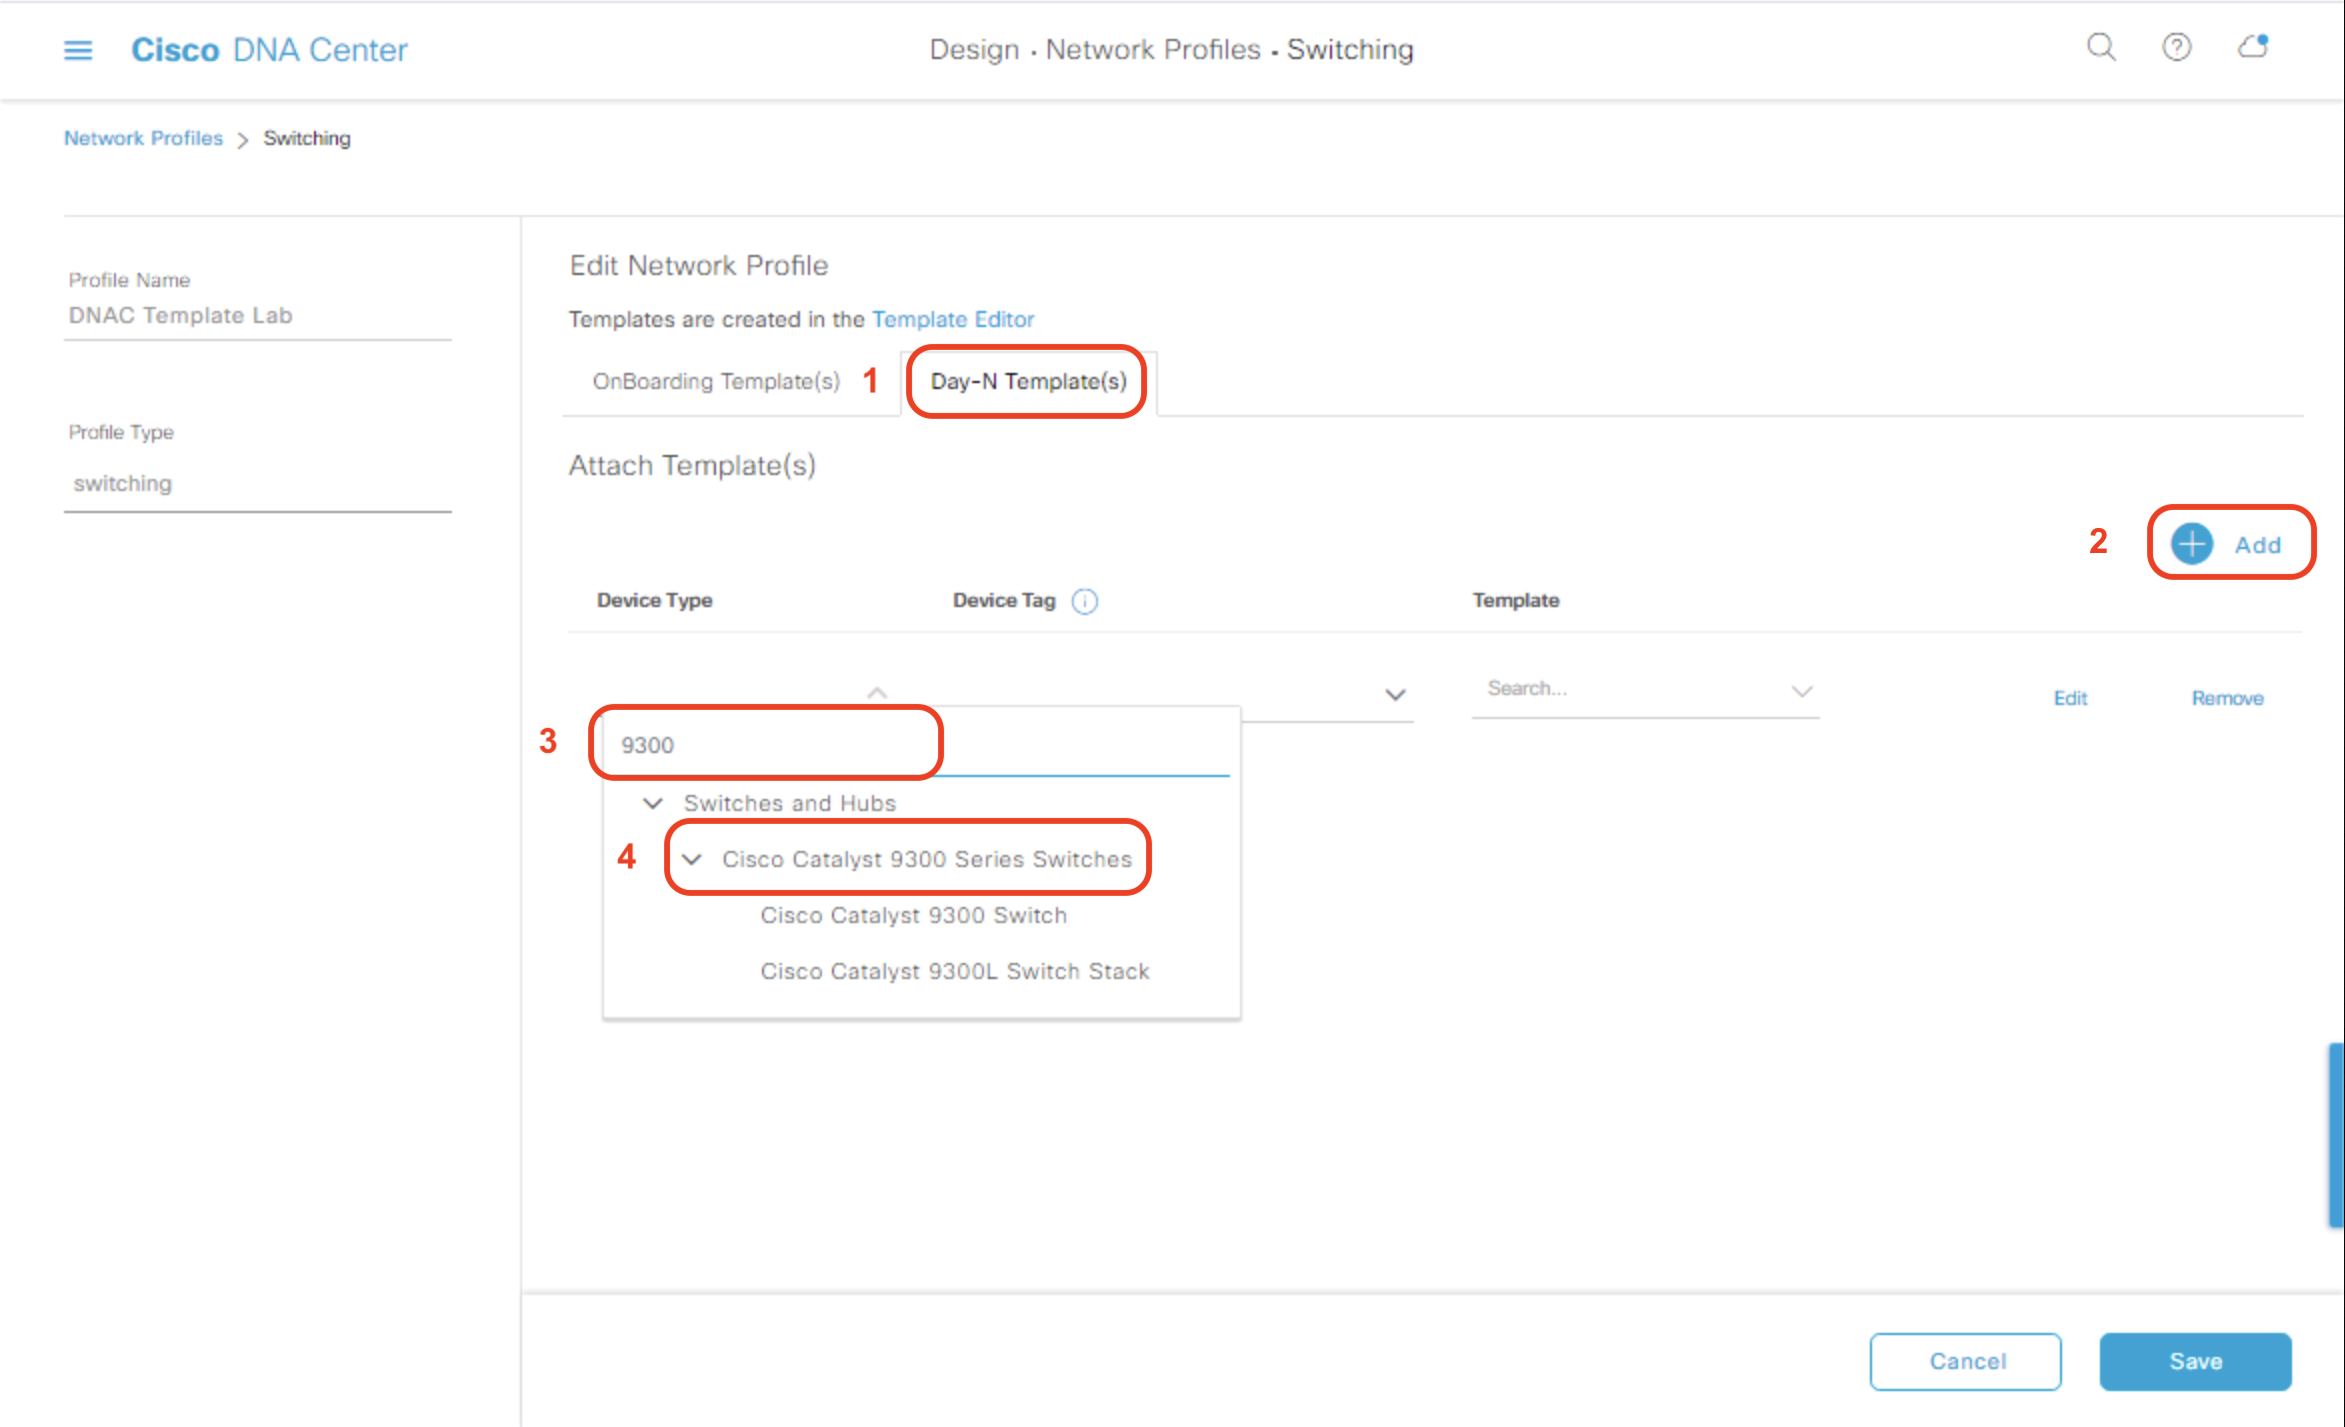 Cisco DNA Center
Design · Network Profiles · Switching
Network Profiles > Switching
Profile Name
DNAC Template Lab
Profile Type
switching
Edit Network Profile
Templates are created in the Template Editor
OnBoarding Template(s) 1 Day-N Template(s)
Attach Template(s)
2 Add
Device Type Device Tag Template
Search... Edit Remove
3 9300
Switches and Hubs
4 Cisco Catalyst 9300 Series Switches
Cisco Catalyst 9300 Switch
Cisco Catalyst 9300L Switch Stack
Cancel Save